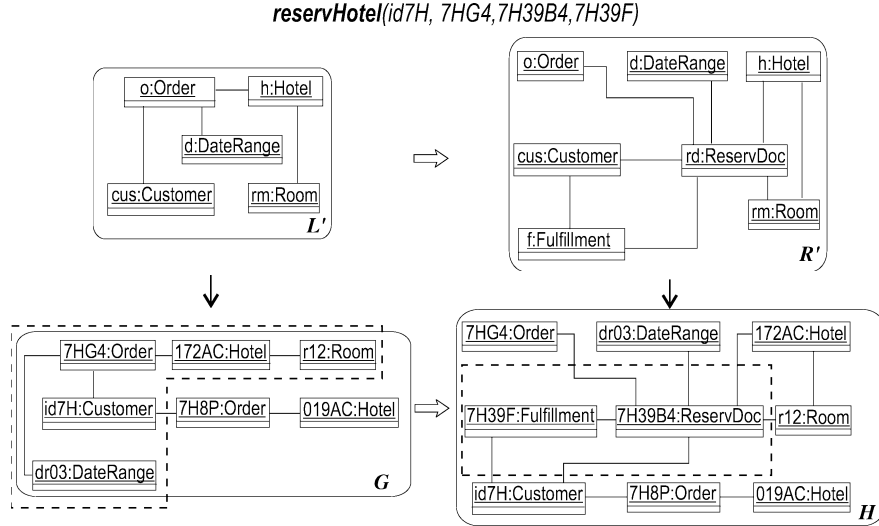 reservHotel(id7H, 7HG4,7H39B4,7H39F)
o:Order
h:Hotel
d:DateRange
cus:Customer
rm:Room
L'
o:Order
d:DateRange
h:Hotel
cus:Customer
rd:ReservDoc
rm:Room
f:Fulfillment
R'
7HG4:Order
172AC:Hotel
r12:Room
id7H:Customer
7H8P:Order
019AC:Hotel
dr03:DateRange
G
7HG4:Order
dr03:DateRange
172AC:Hotel
7H39F:Fulfillment
7H39B4:ReservDoc
r12:Room
id7H:Customer
7H8P:Order
019AC:Hotel
H